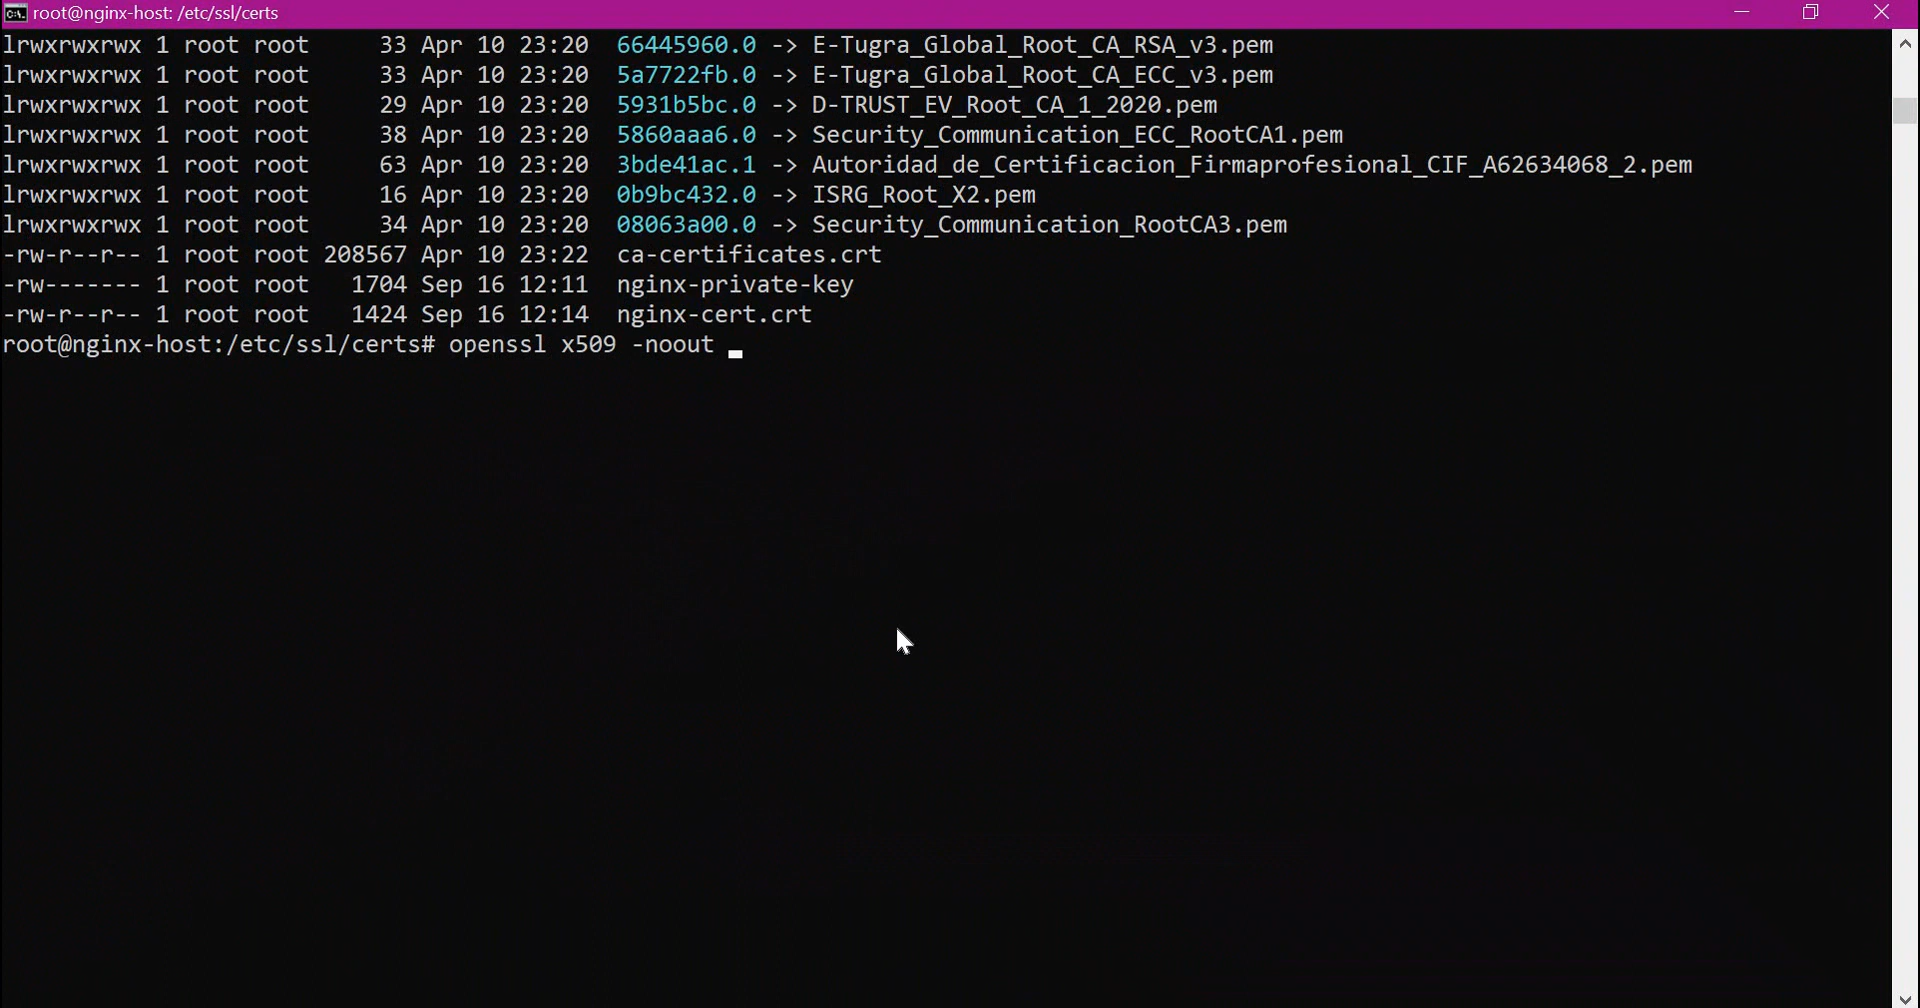 root@nginx-host: /etc/ssl/certs
lrwxrwxrwx 1 root root     33 Apr 10 23:20  66445960.0 -> E-Tugra_Global_Root_CA_RSA_v3.pem
lrwxrwxrwx 1 root root     33 Apr 10 23:20  5a7722fb.0 -> E-Tugra_Global_Root_CA_ECC_v3.pem
lrwxrwxrwx 1 root root     29 Apr 10 23:20  5931b5bc.0 -> D-TRUST_EV_Root_CA_1_2020.pem
lrwxrwxrwx 1 root root     38 Apr 10 23:20  5860aaa6.0 -> Security_Communication_ECC_RootCA1.pem
lrwxrwxrwx 1 root root     63 Apr 10 23:20  3bde41ac.1 -> Autoridad_de_Certificacion_Firmaprofesional_CIF_A62634068_2.pem
lrwxrwxrwx 1 root root     16 Apr 10 23:20  0b9bc432.0 -> ISRG_Root_X2.pem
lrwxrwxrwx 1 root root     34 Apr 10 23:20  08063a00.0 -> Security_Communication_RootCA3.pem
-rw-r--r-- 1 root root 208567 Apr 10 23:22  ca-certificates.crt
-rw------- 1 root root   1704 Sep 16 12:11  nginx-private-key
-rw-r--r-- 1 root root   1424 Sep 16 12:14  nginx-cert.crt
root@nginx-host:/etc/ssl/certs# openssl x509 -noout